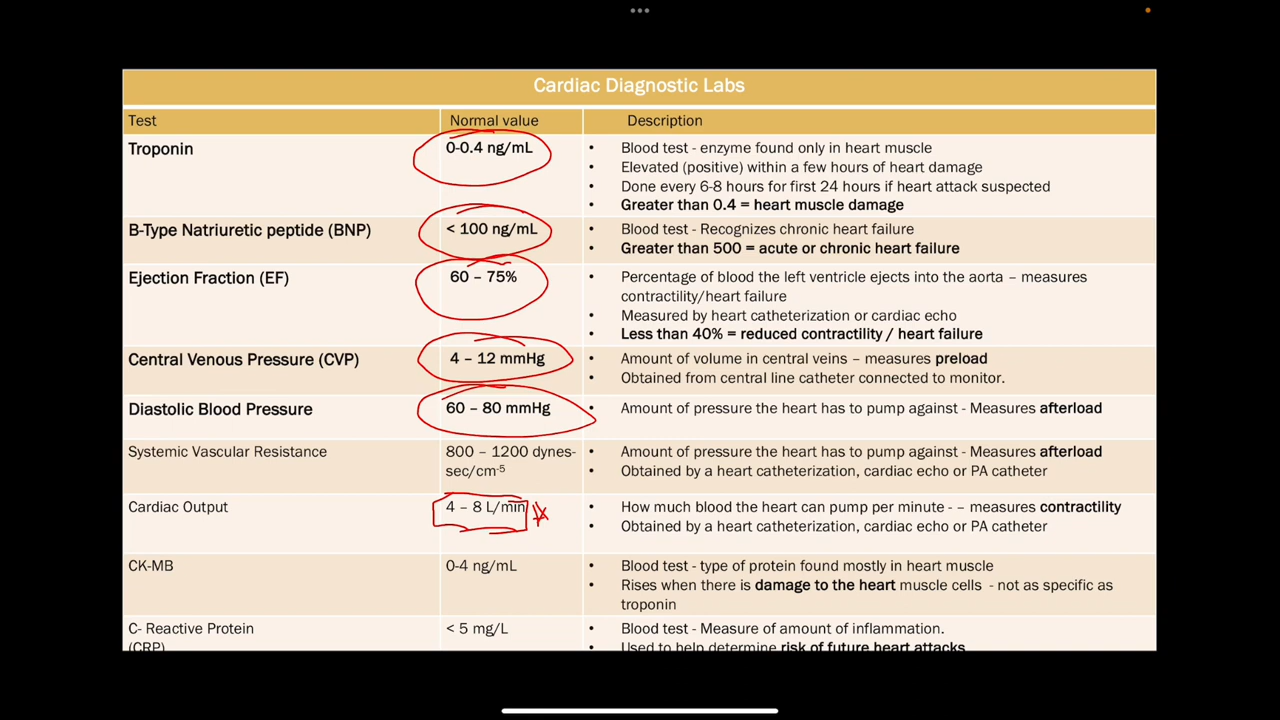 Cardiac Diagnostic Labs
Test Normal value Description
Troponin 0-0.4 ng/mL • Blood test - enzyme found only in heart muscle
• Elevated (positive) within a few hours of heart damage
• Done every 6-8 hours for first 24 hours if heart attack suspected
• Greater than 0.4 = heart muscle damage
B-Type Natriuretic peptide (BNP) < 100 ng/mL • Blood test - Recognizes chronic heart failure
• Greater than 500 = acute or chronic heart failure
Ejection Fraction (EF) 60 – 75% • Percentage of blood the left ventricle ejects into the aorta – measures
contractility/heart failure
• Measured by heart catheterization or cardiac echo
• Less than 40% = reduced contractility / heart failure
Central Venous Pressure (CVP) 4 – 12 mmHg • Amount of volume in central veins – measures preload
• Obtained from central line catheter connected to monitor.
Diastolic Blood Pressure 60 – 80 mmHg • Amount of pressure the heart has to pump against - Measures afterload
Systemic Vascular Resistance 800 – 1200 dynes- • Amount of pressure the heart has to pump against - Measures afterload
sec/cm-5 • Obtained by a heart catheterization, cardiac echo or PA catheter
Cardiac Output 4 – 8 L/min • How much blood the heart can pump per minute - – measures contractility
• Obtained by a heart catheterization, cardiac echo or PA catheter
CK-MB 0-4 ng/mL • Blood test - type of protein found mostly in heart muscle
• Rises when there is damage to the heart muscle cells - not as specific as
troponin
C- Reactive Protein < 5 mg/L • Blood test - Measure of amount of inflammation.
(CRP) • Used to help determine risk of future heart attacks